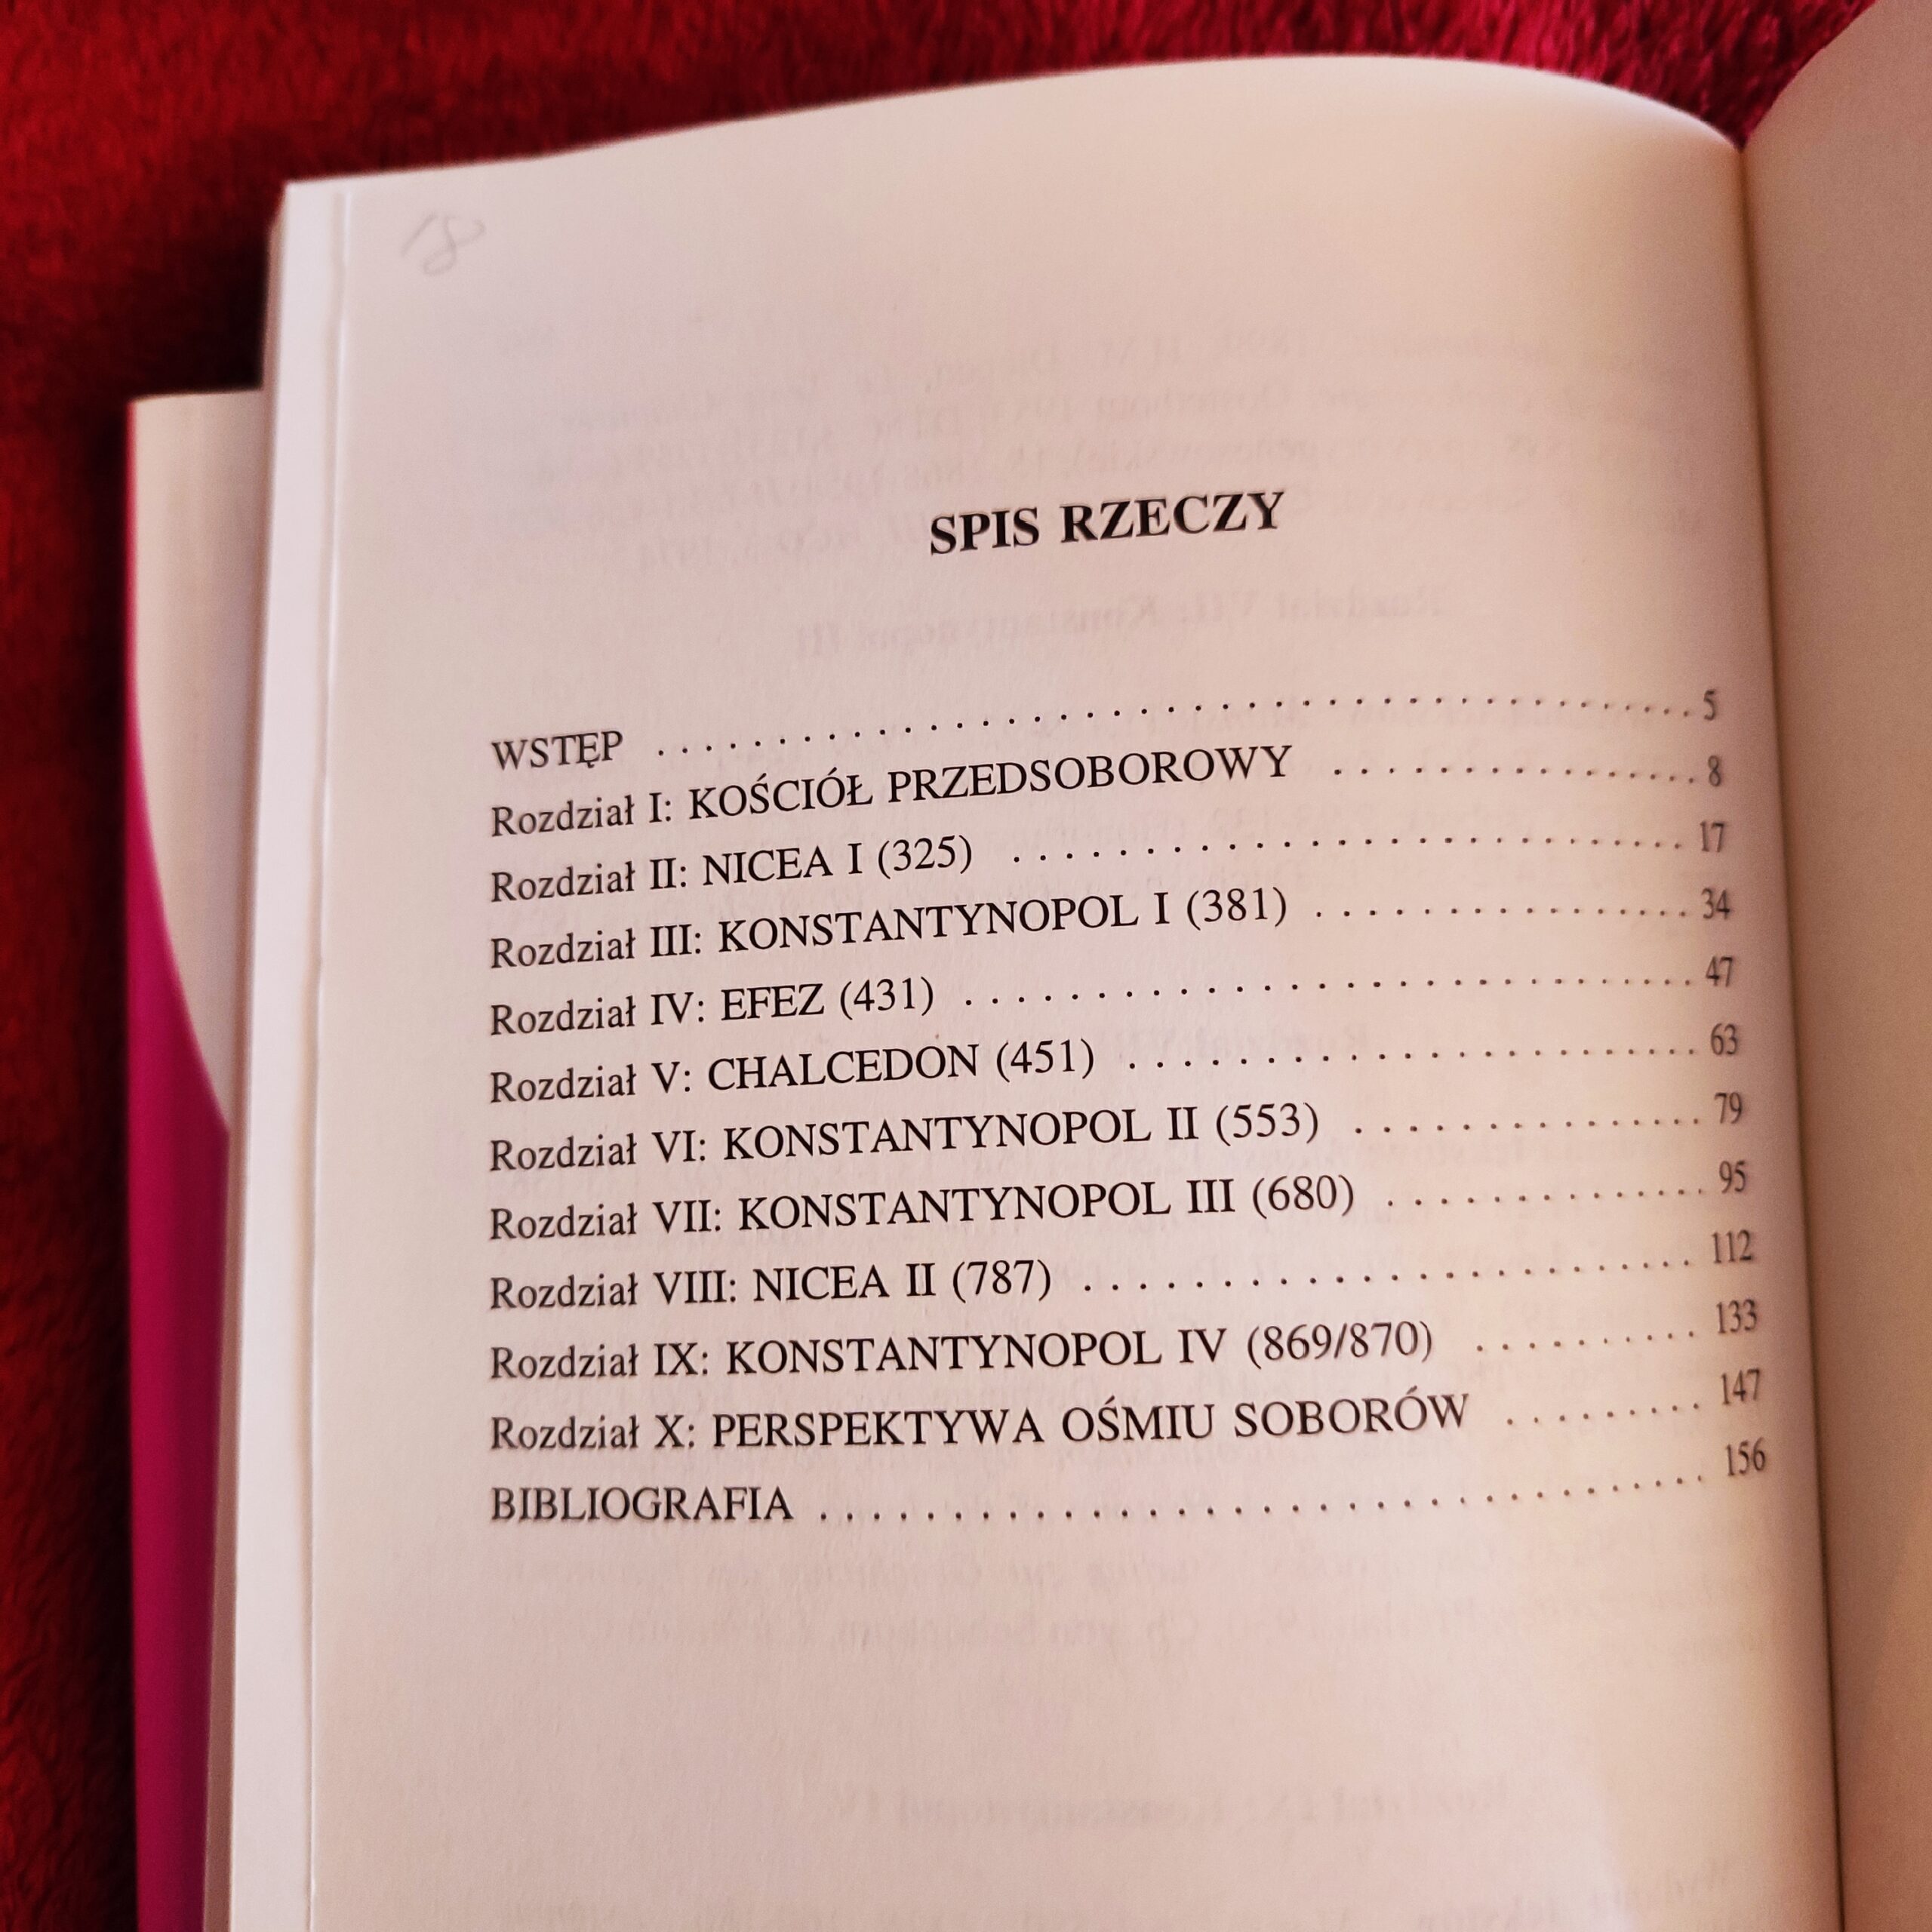 18
SPIS RZECZY
WSTĘP . . . . . . . . . . . . . . . . . . . . . . . . . . . . . . . . . . . 5
Rozdział I: KOŚCIÓŁ PRZEDSOBOROWY . . . . . . . . . . . . . . . 8
Rozdział II: NICEA I (325) . . . . . . . . . . . . . . . . . . . . . . . . . 17
Rozdział III: KONSTANTYNOPOL I (381) . . . . . . . . . . . . . . . 34
Rozdział IV: EFEZ (431) . . . . . . . . . . . . . . . . . . . . . . . . . . 47
Rozdział V: CHALCEDON (451) . . . . . . . . . . . . . . . . . . . . . 63
Rozdział VI: KONSTANTYNOPOL II (553) . . . . . . . . . . . . . . 79
Rozdział VII: KONSTANTYNOPOL III (680) . . . . . . . . . . . . . 95
Rozdział VIII: NICEA II (787) . . . . . . . . . . . . . . . . . . . . . . . 112
Rozdział IX: KONSTANTYNOPOL IV (869/870) . . . . . . . . . . 133
Rozdział X: PERSPEKTYWA OŚMIU SOBORÓW . . . . . . . . . 147
BIBLIOGRAFIA . . . . . . . . . . . . . . . . . . . . . . . . . . . . . . . 156